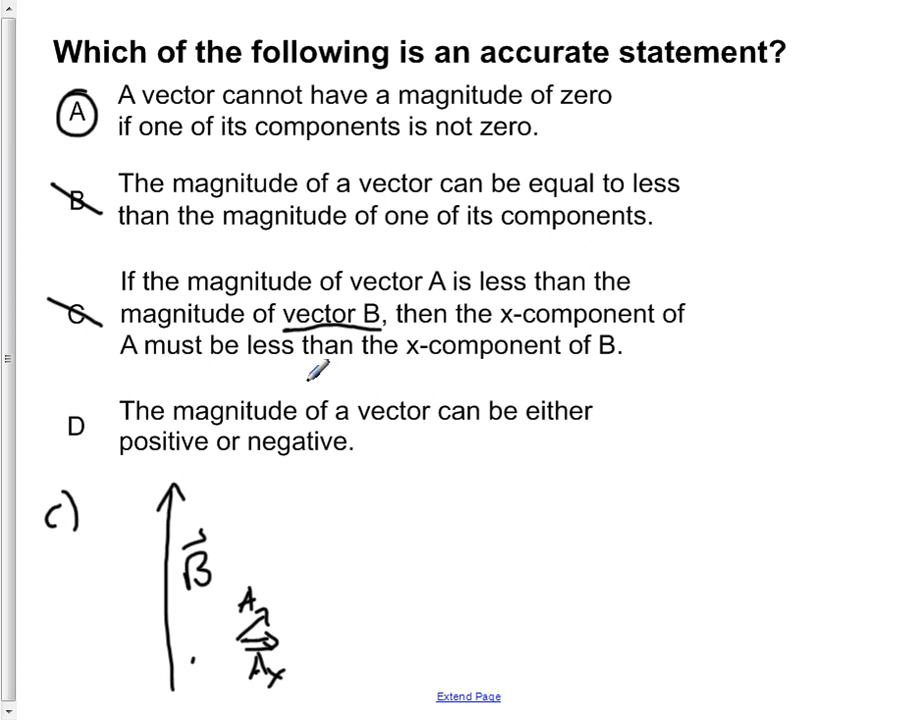 Which of the following is an accurate statement?
A A vector cannot have a magnitude of zero
if one of its components is not zero.
B The magnitude of a vector can be equal to less
than the magnitude of one of its components.
If the magnitude of vector A is less than the
C magnitude of vector B, then the x-component of
A must be less than the x-component of B.
D The magnitude of a vector can be either
positive or negative.
c)
B
A
Ax
Extend Page